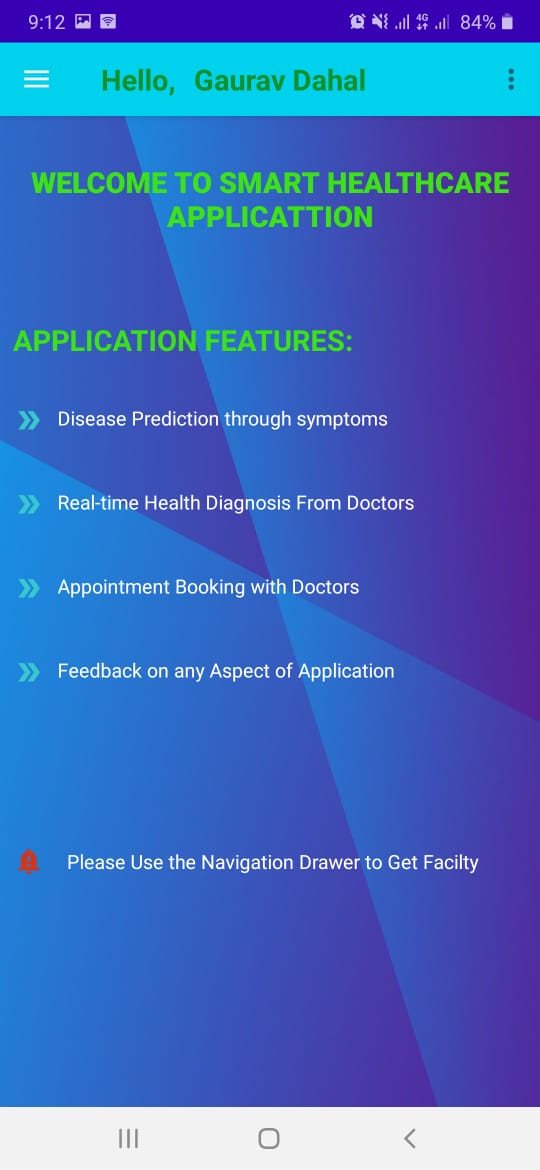 9:12
4G
84%
Hello, Gaurav Dahal
WELCOME TO SMART HEALTHCARE
APPLICATTION
APPLICATION FEATURES:
Disease Prediction through symptoms
Real-time Health Diagnosis From Doctors
Appointment Booking with Doctors
Feedback on any Aspect of Application
Please Use the Navigation Drawer to Get Facilty